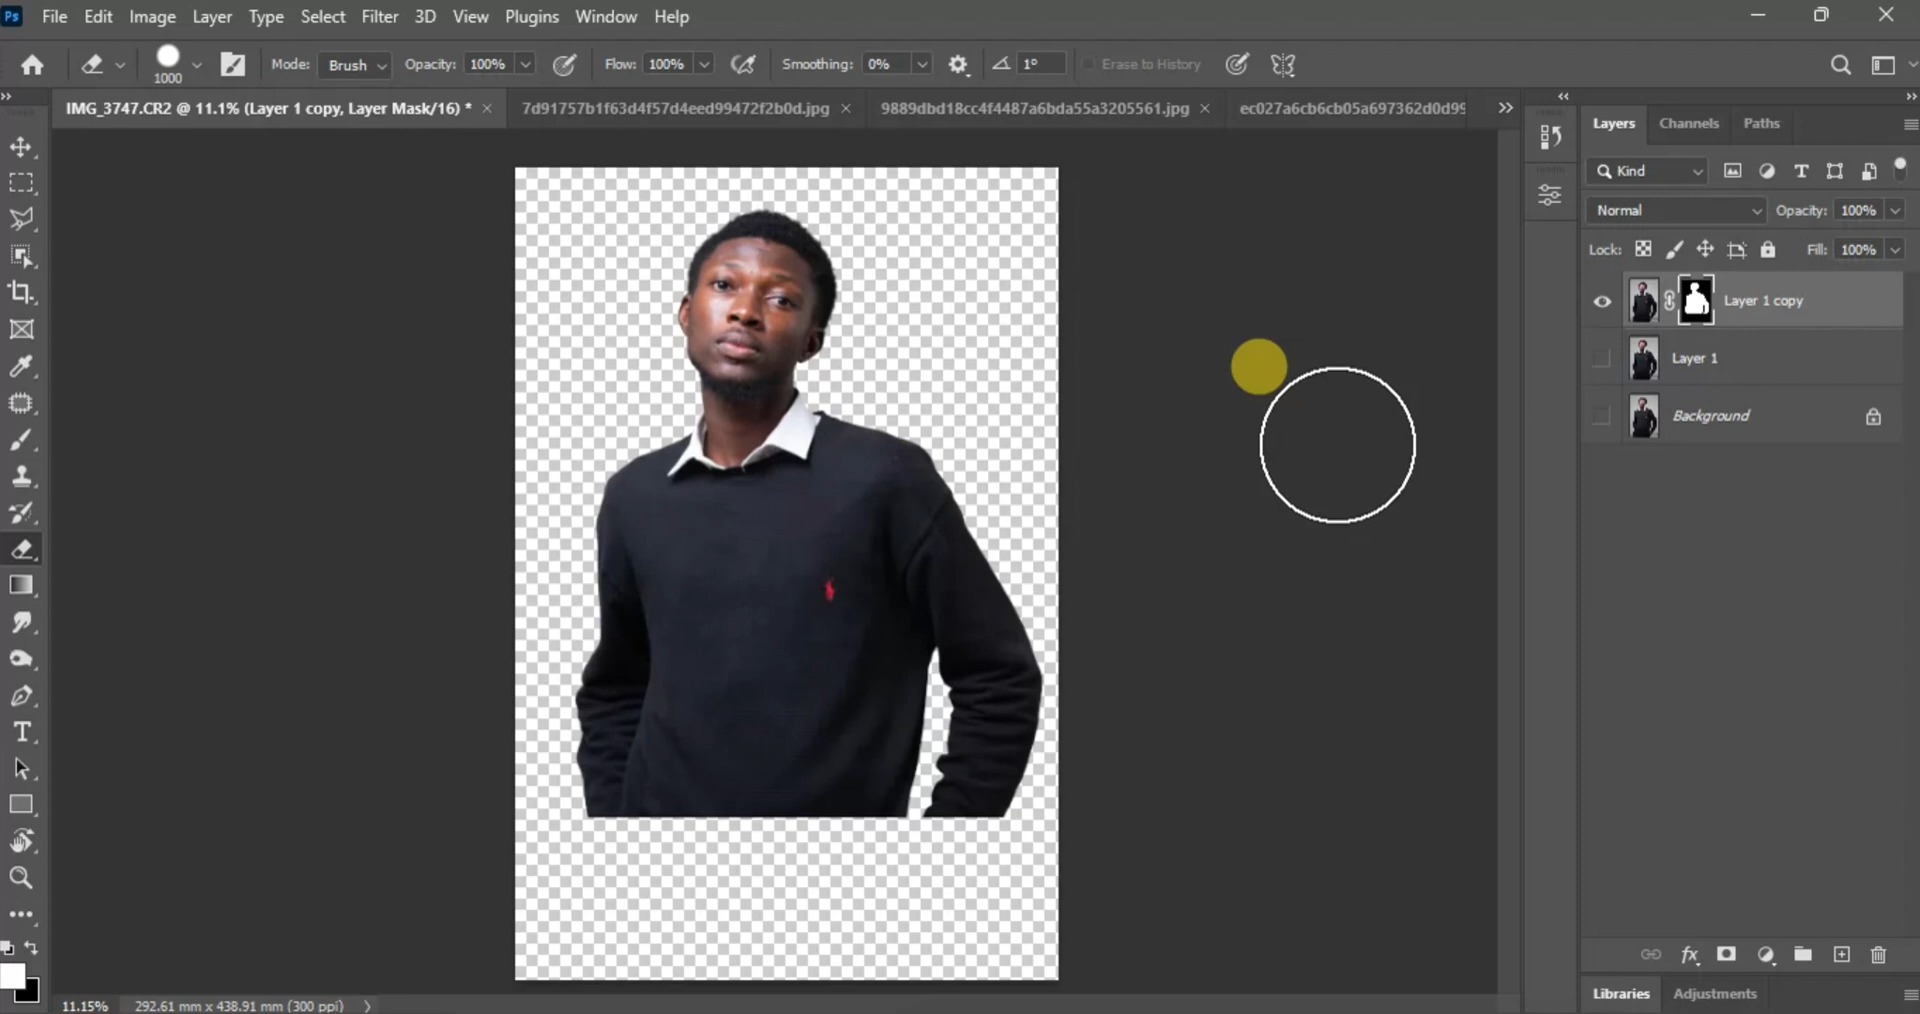 Ps File Edit Image Layer Select Filter 3D View Plugins Window Help
1000 Mode: Brush Opacity: 100% Flow: 100% Smoothing: 0% 1° Erase to History
IMG_3747.CR2 @ 11.1% (Layer 1 copy, Layer Mask/16) * 7d91757b1f63d4f57d4eed99472f2b0d.jpg 9889dbd18cc4f4487a6bda55a3205561.jpg ec027a6cb6cb05a697362d0d99
Layers Channels Paths
Kind
Normal Opacity: 100%
Lock: Fill: 100%
Layer 1 copy
Layer 1
Background
fx
Libraries Adjustments
11.15% 292.61 mm x 438.91 mm (300 ppi)